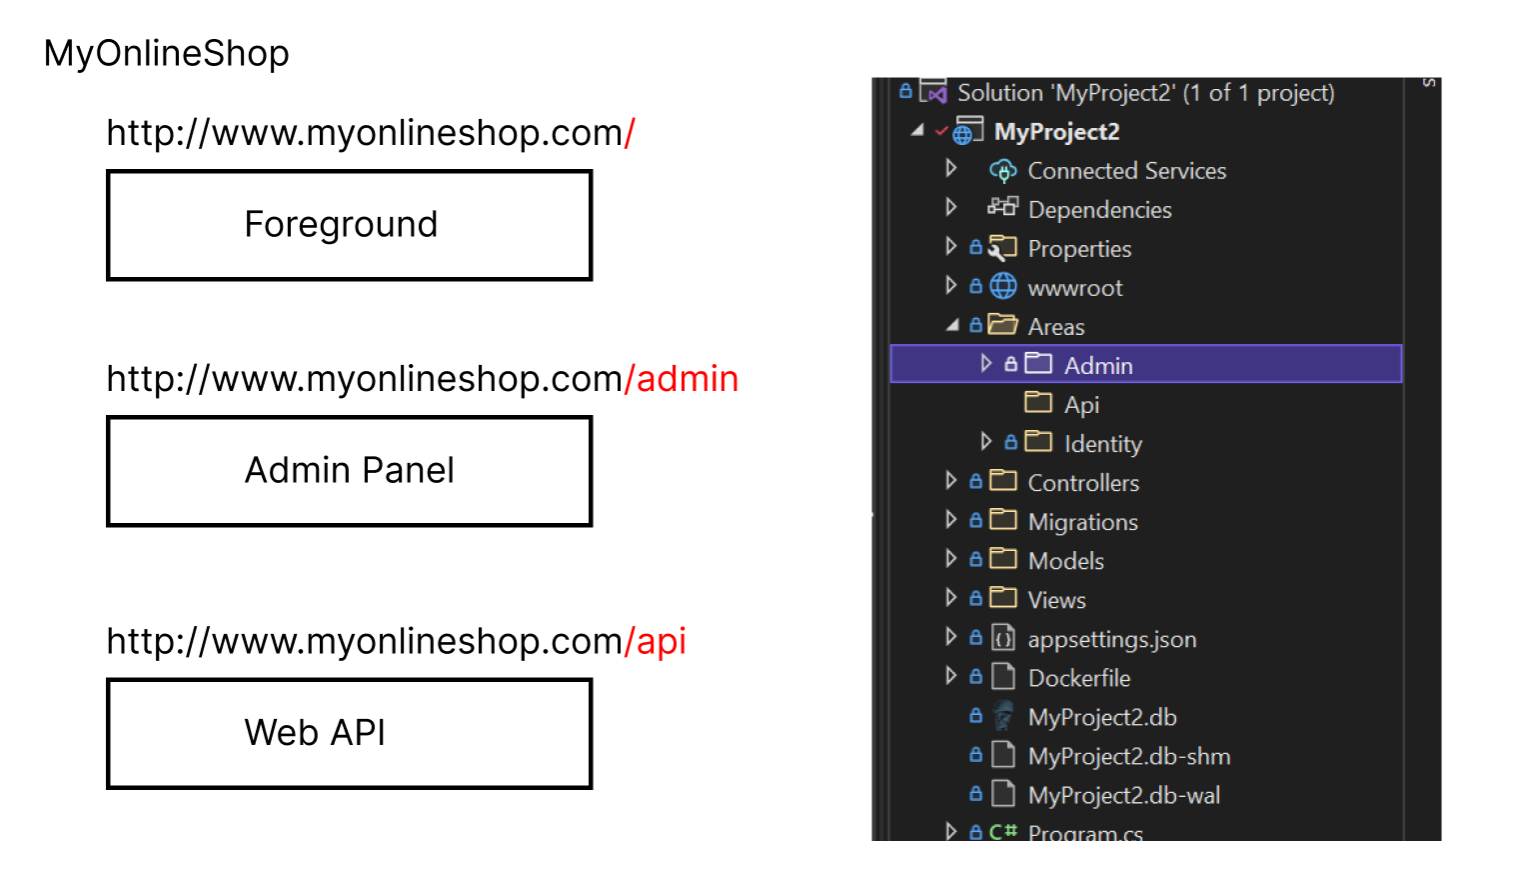 MyOnlineShop
http://www.myonlineshop.com/
Foreground
http://www.myonlineshop.com/admin
Admin Panel
http://www.myonlineshop.com/api
Web API
Solution 'MyProject2' (1 of 1 project)
MyProject2
Connected Services
Dependencies
Properties
wwwroot
Areas
Admin
Api
Identity
Controllers
Migrations
Models
Views
appsettings.json
Dockerfile
MyProject2.db
MyProject2.db-shm
MyProject2.db-wal
C# Program.cs
s